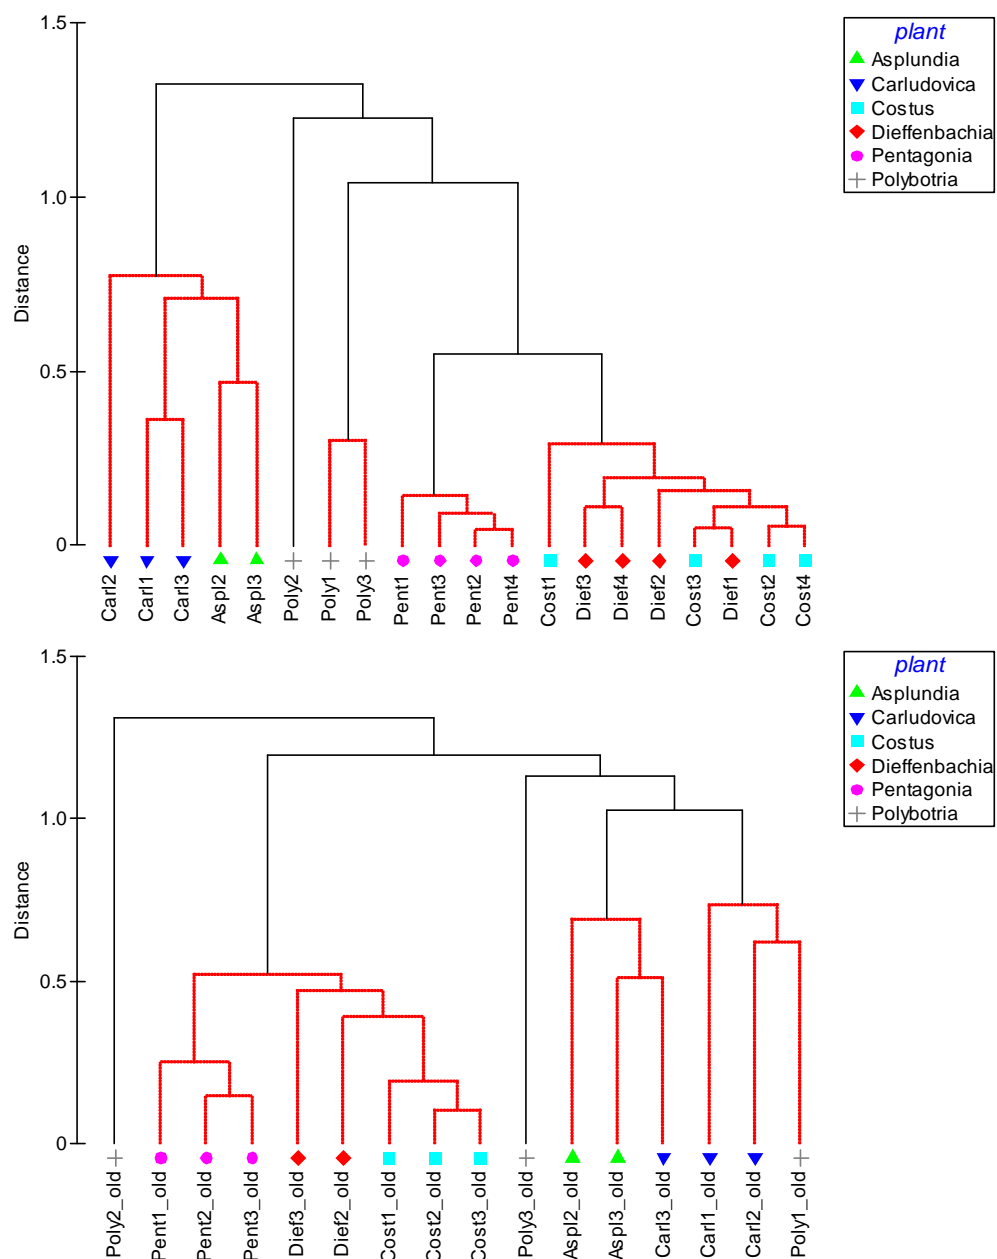 1.5
1.0
0.5
0
Distance
plant
Asplundia
Carludovica
Costus
Dieffenbachia
Pentagonia
Polybotria
Carl2
Carl1
Carl3
Aspl2
Aspl3
Poly2
Poly1
Poly3
Pent1
Pent3
Pent2
Pent4
Cost1
Dief3
Dief4
Dief2
Cost3
Dief1
Cost2
Cost4
1.5
1.0
0.5
0
Distance
plant
Asplundia
Carludovica
Costus
Dieffenbachia
Pentagonia
Polybotria
Poly2_old
Pent1_old
Pent2_old
Pent3_old
Dief3_old
Dief2_old
Cost1_old
Cost2_old
Cost3_old
Poly3_old
Aspl2_old
Aspl3_old
Carl3_old
Carl1_old
Carl2_old
Poly1_old